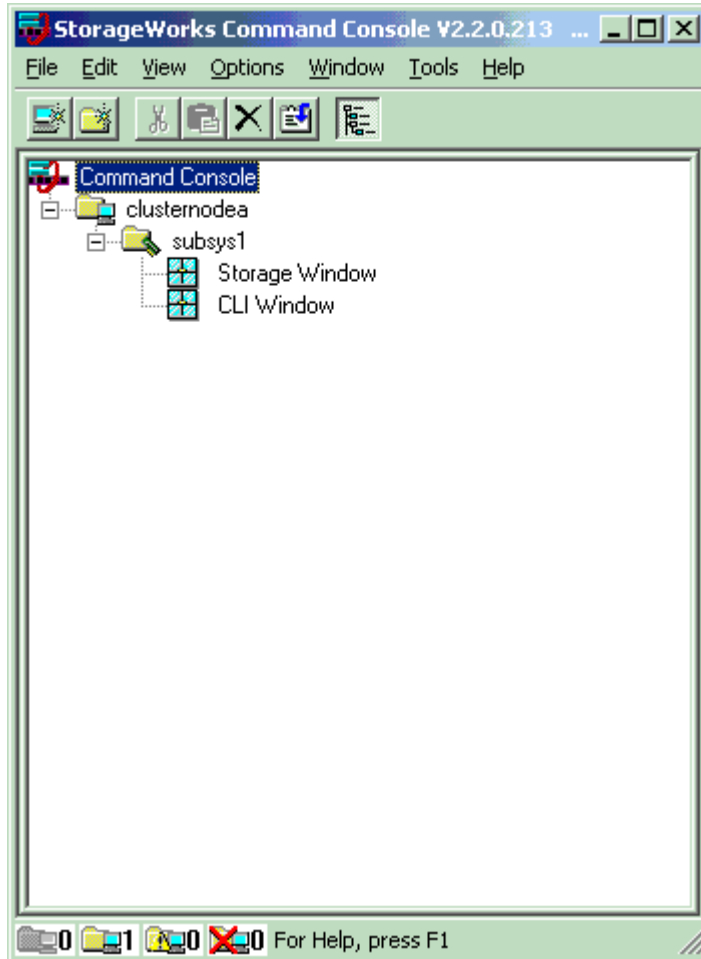 StorageWorks Command Console V2.2.0.213 ...
File Edit View Options Window Tools Help
Command Console
clusternodea
subsys1
Storage Window
CLI Window
0 1 0 0 For Help, press F1